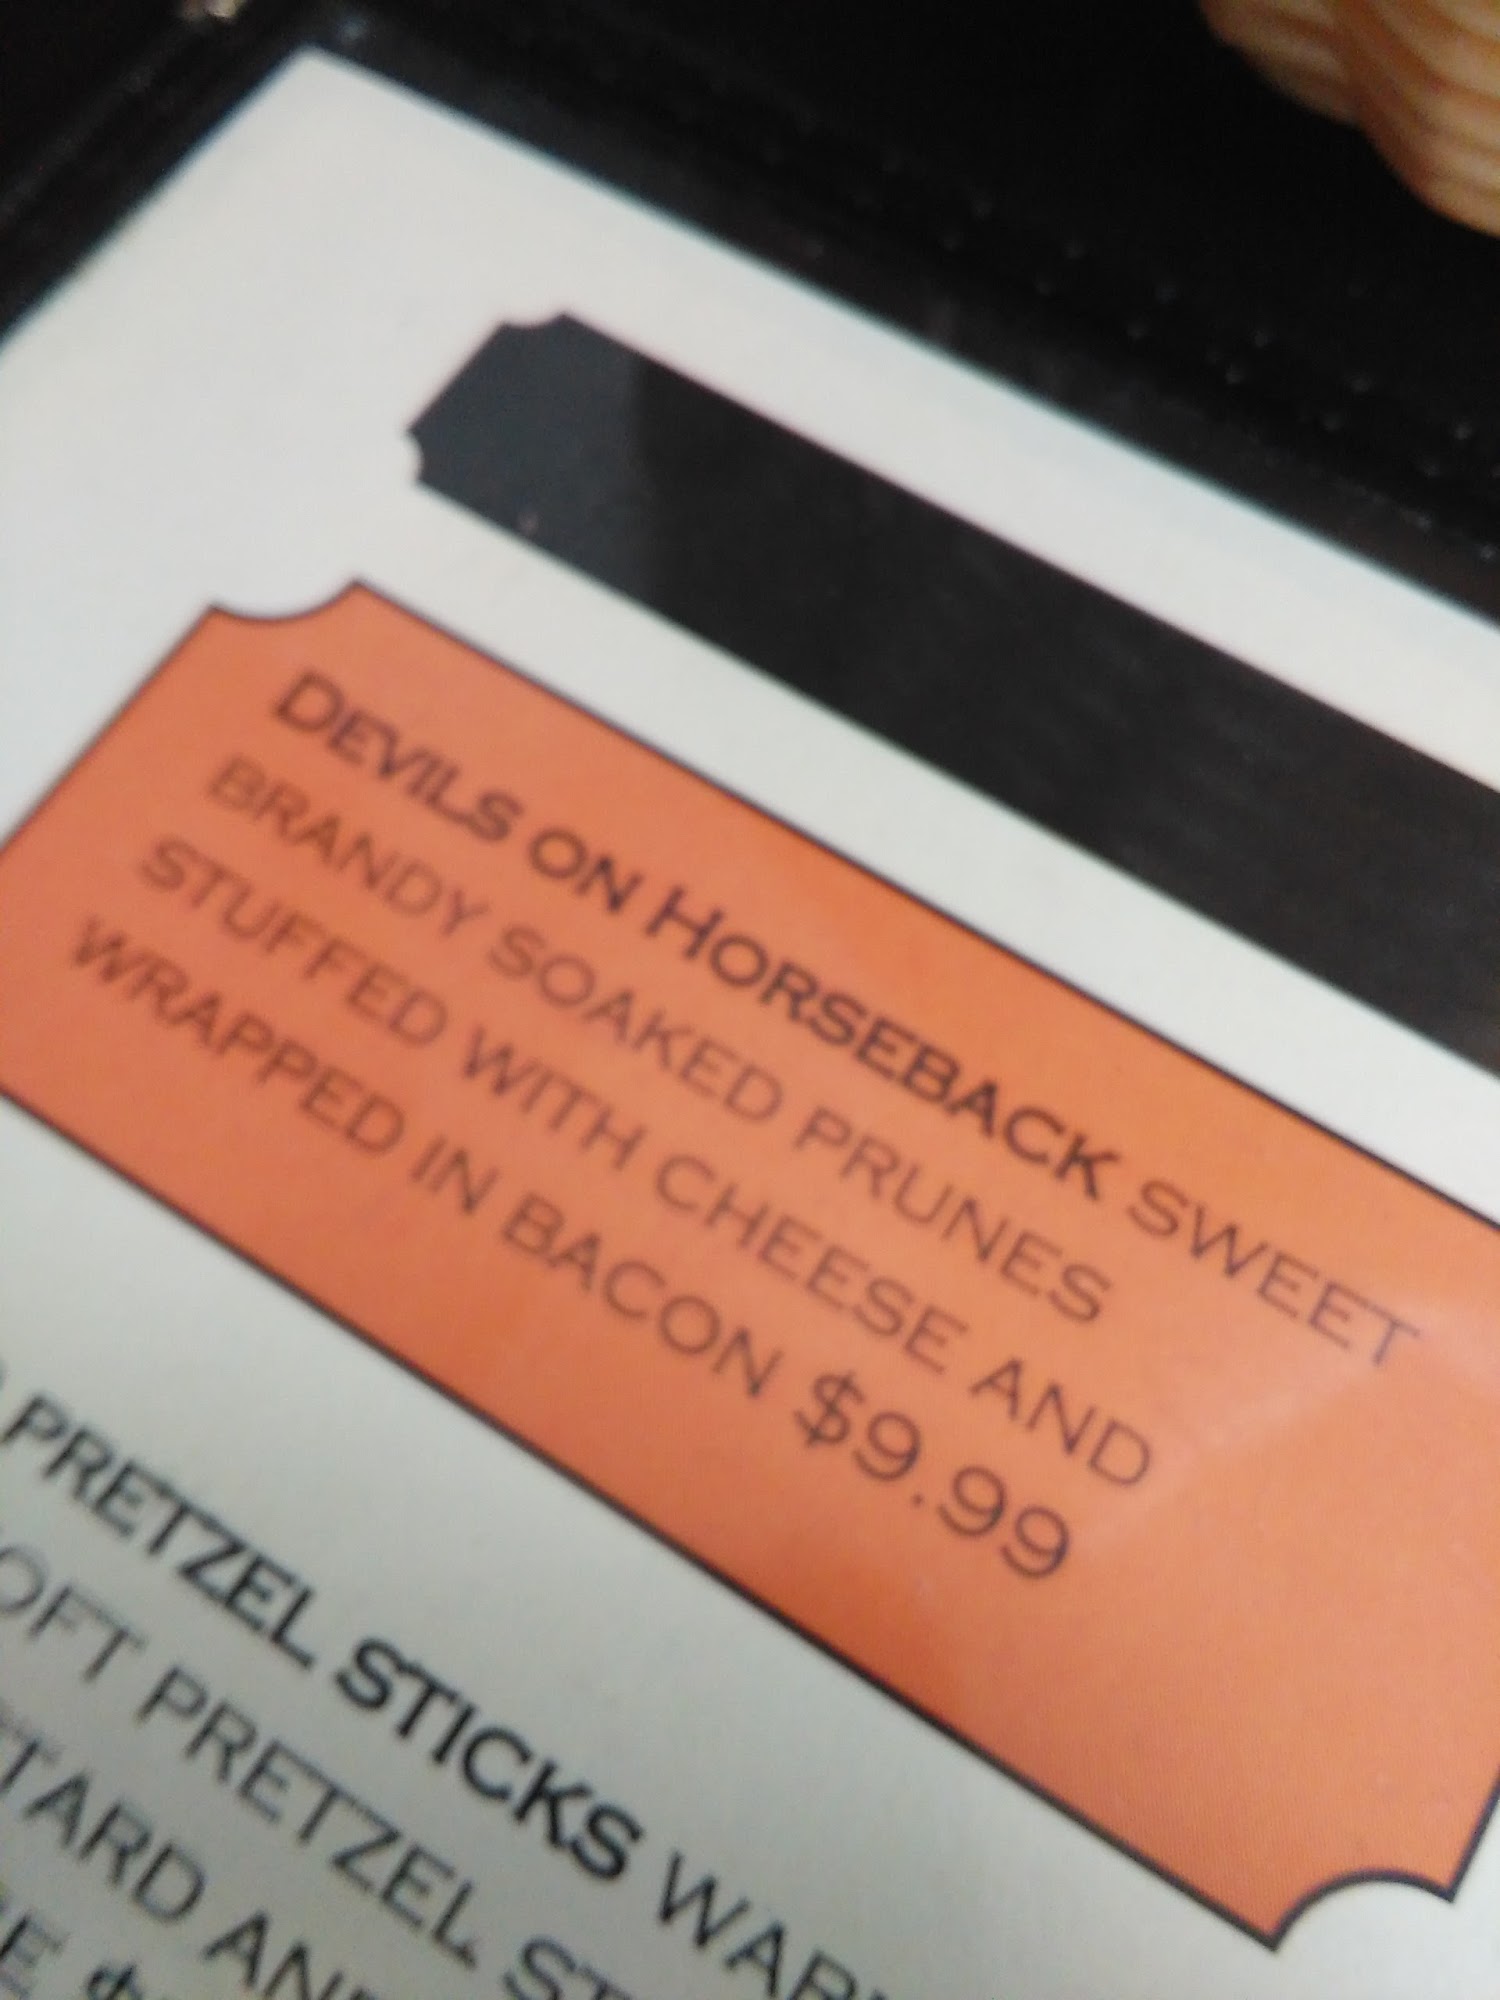 DEVILS ON HORSEBACK SWEET
BRANDY SOAKED PRUNES
STUFFED WITH CHEESE AND
WRAPPED IN BACON $9.99
PRETZEL STICKS
PRETZEL
AND